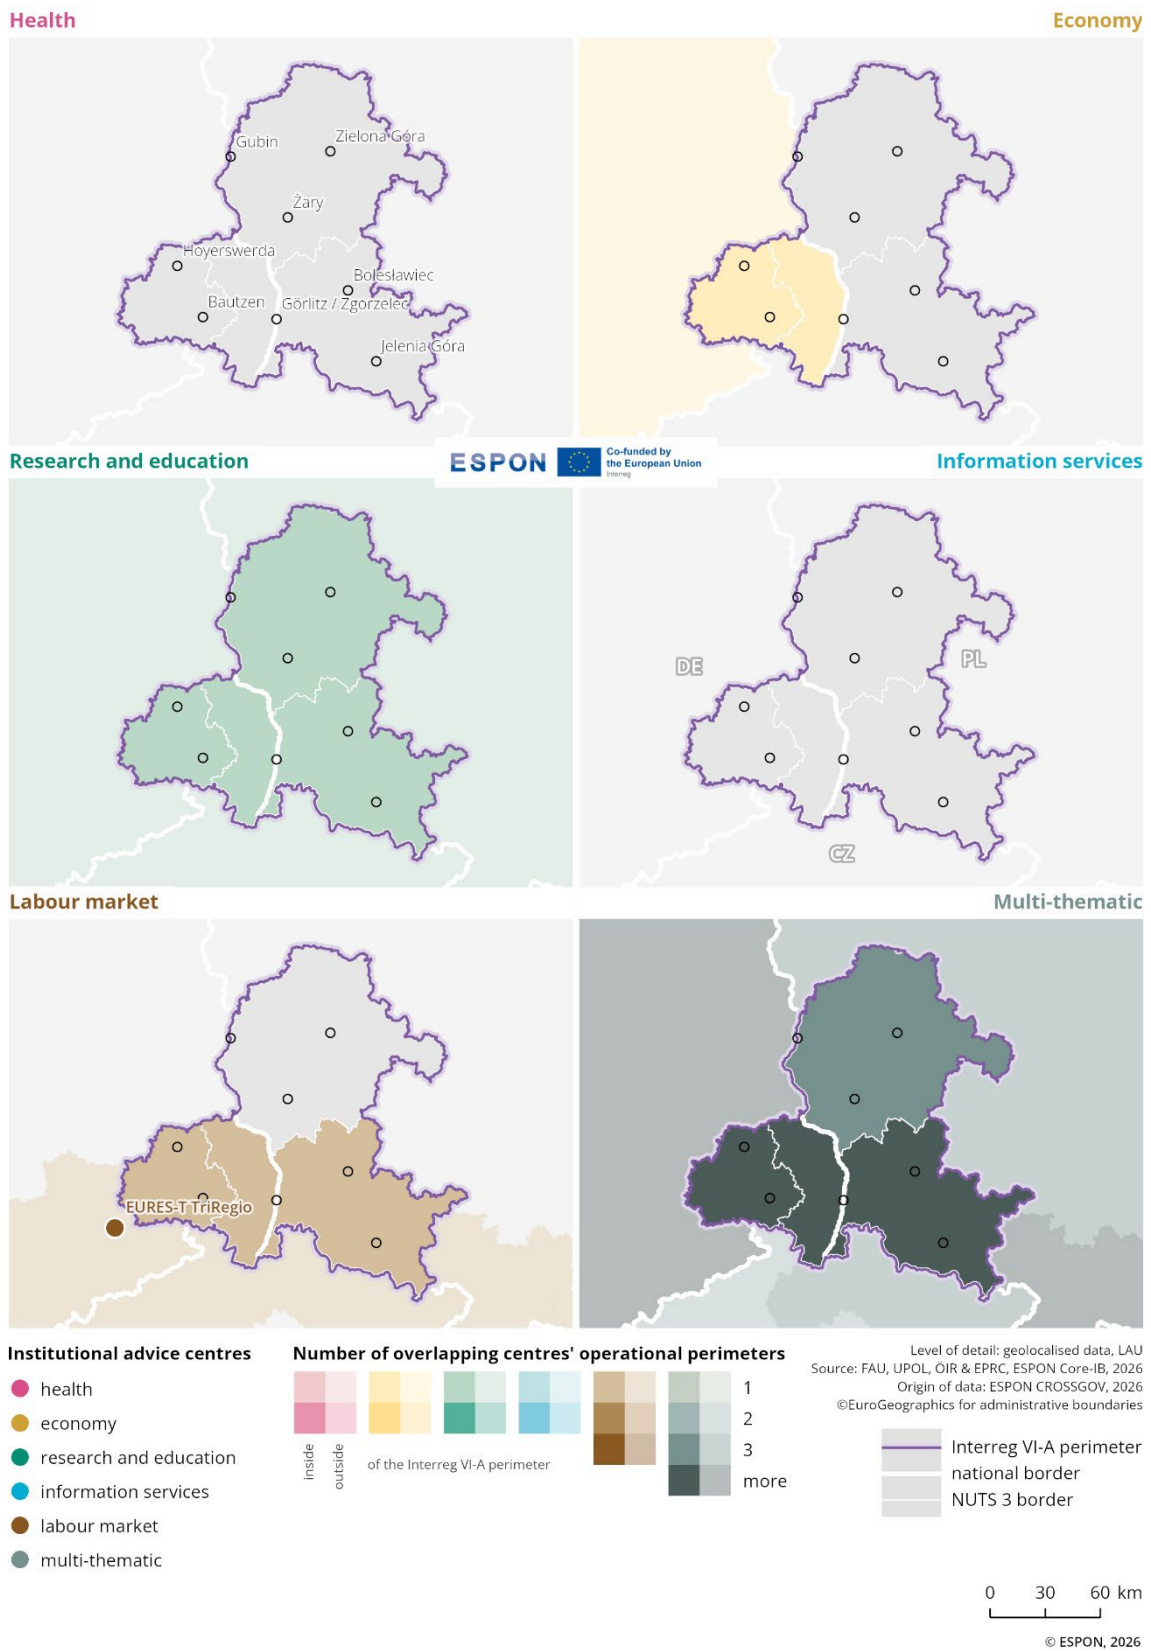 Health
Economy
Gubin
Zielona Góra
Żary
Hoyerswerda
Bolesławiec
Bautzen
Görlitz / Zgorzelec
Jelenia Góra
Research and education
ESPON
Co-funded by
the European Union
Interreg
Information services
DE
PL
CZ
Labour market
Multi-thematic
EURES-T TriRegio
Institutional advice centres
health
economy
research and education
information services
labour market
multi-thematic
Number of overlapping centres' operational perimeters
1
2
3
more
inside
outside
of the Interreg VI-A perimeter
Level of detail: geolocalised data, LAU
Source: FAU, UPOL, ÖIR & EPRC, ESPON Core-IB, 2026
Origin of data: ESPON CROSSGOV, 2026
©EuroGeographics for administrative boundaries
Interreg VI-A perimeter
national border
NUTS 3 border
0 30 60 km
© ESPON, 2026